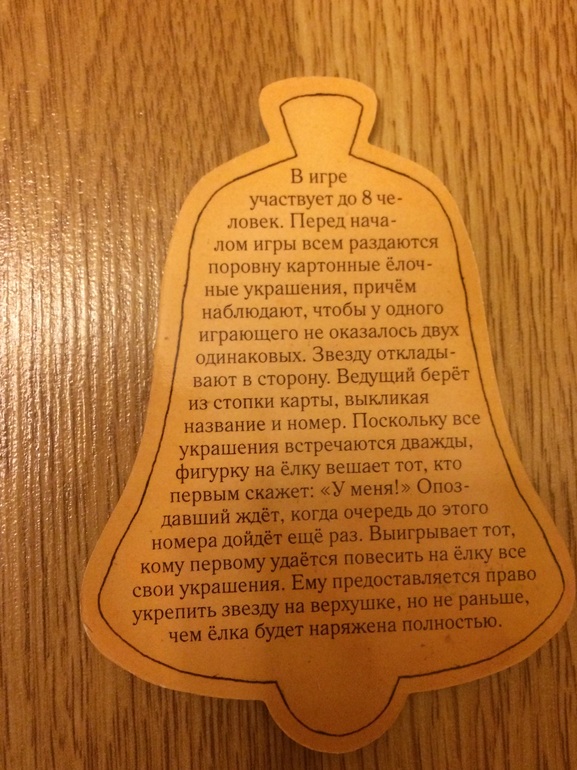 В игре
участвует до 8 че-
ловек. Перед нача-
лом игры всем раздаются
поровну картонные ёлоч-
ные украшения, причём
наблюдают, чтобы у одного
играющего не оказалось двух
одинаковых. Звезду отклады-
вают в сторону. Ведущий берёт
из стопки карты, выкликая
название и номер. Поскольку все
украшения встречаются дважды,
фигурку на ёлку вешает тот, кто
первым скажет: «У меня!» Опоз-
давший ждёт, когда очередь до этого
номера дойдёт ещё раз. Выигрывает тот,
кому первому удаётся повесить на ёлку все
свои украшения. Ему предоставляется право
укрепить звезду на верхушке, но не раньше,
чем ёлка будет наряжена полностью.